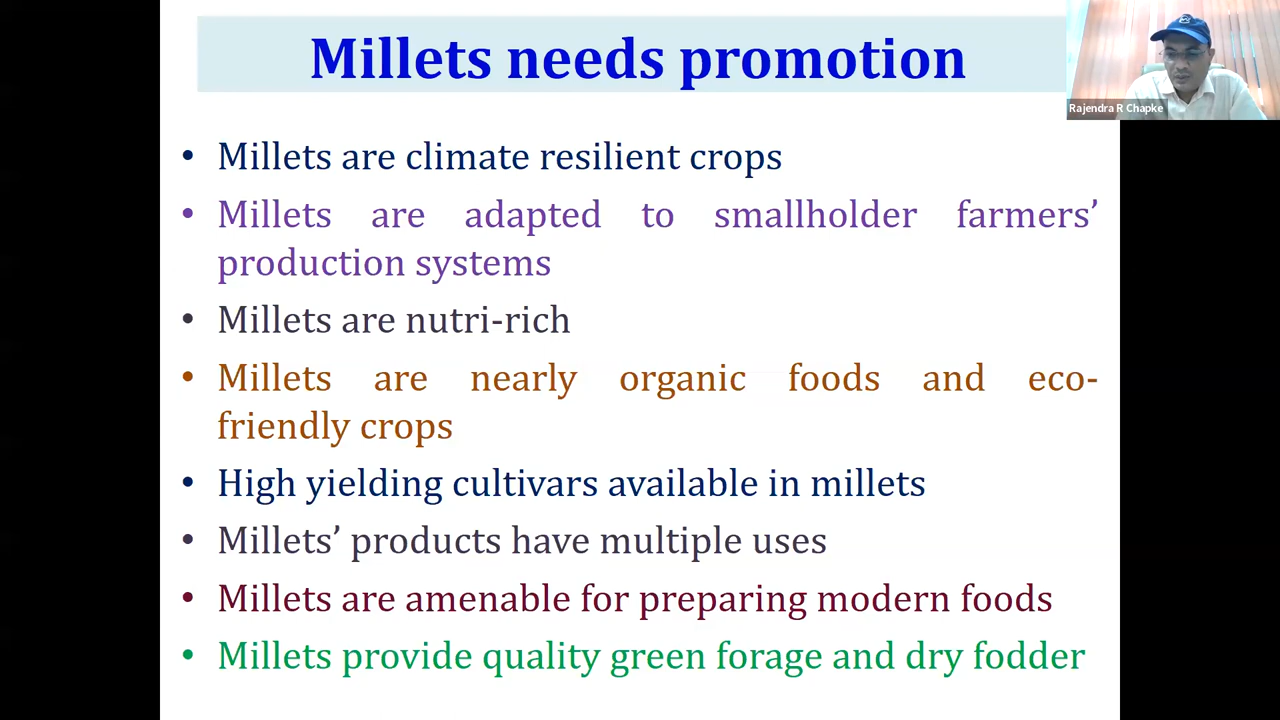 Millets needs promotion
Rajendra R Chapke
• Millets are climate resilient crops
• Millets are adapted to smallholder farmers’
production systems
• Millets are nutri-rich
• Millets are nearly organic foods and eco-
friendly crops
• High yielding cultivars available in millets
• Millets’ products have multiple uses
• Millets are amenable for preparing modern foods
• Millets provide quality green forage and dry fodder